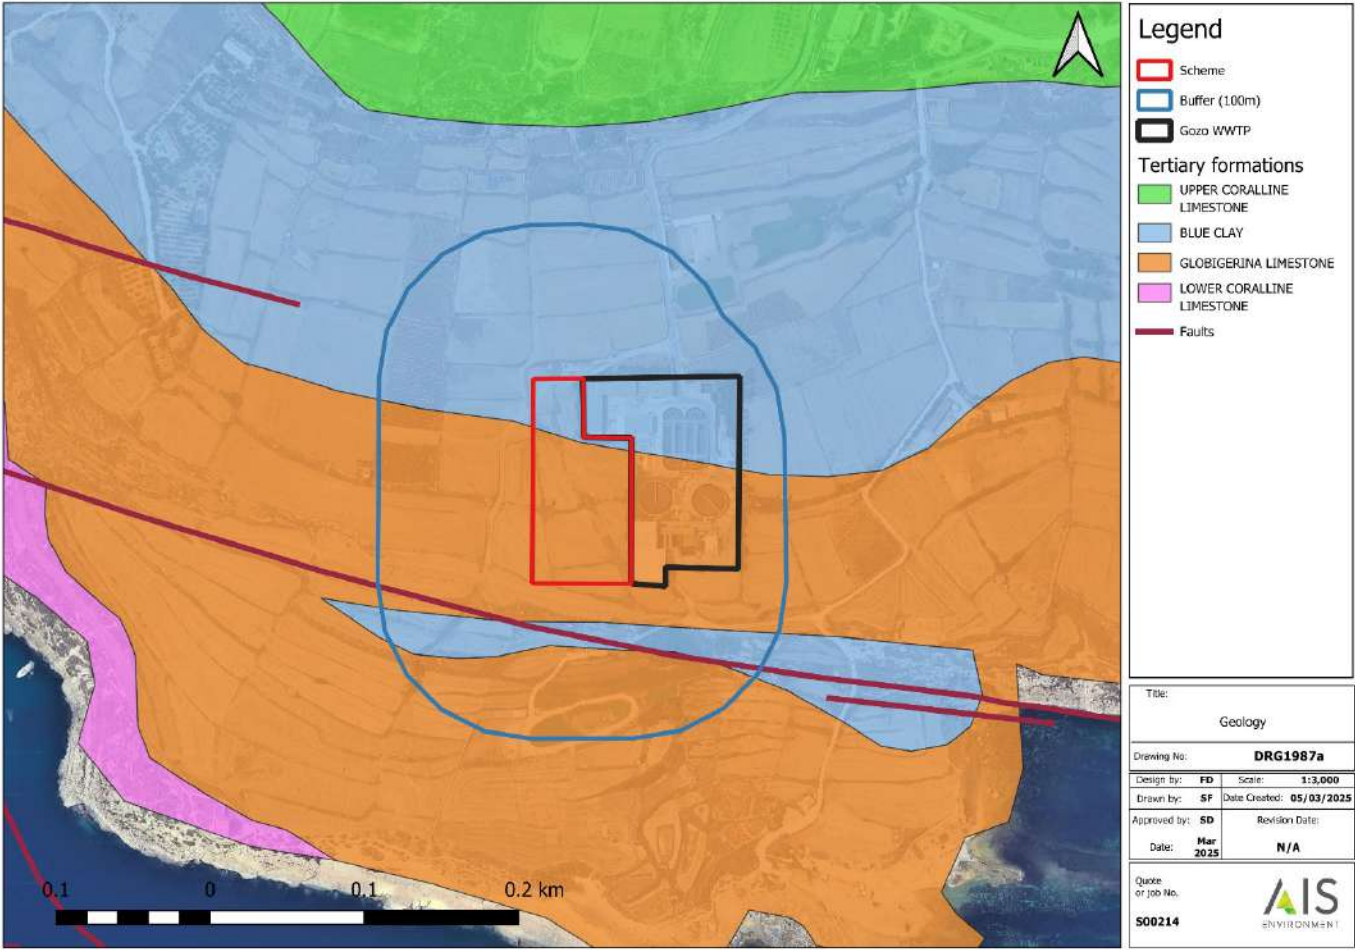 Legend
Scheme
Buffer (100m)
Gozo WWTP
Tertiary formations
UPPER CORALLINE
LIMESTONE
BLUE CLAY
GLOBIGERINA LIMESTONE
LOWER CORALLINE
LIMESTONE
Faults
0.1 0 0.1 0.2 km
Title:
Geology
Drawing No: DRG1987a
Design by: FD Scale: 1:3,000
Drawn by: SF Date Created: 05/03/2025
Approved by: SD Revision Date:
Date: Mar 2025 N/A
Quote
or job No.
S00214
AIS
ENVIRONMENT